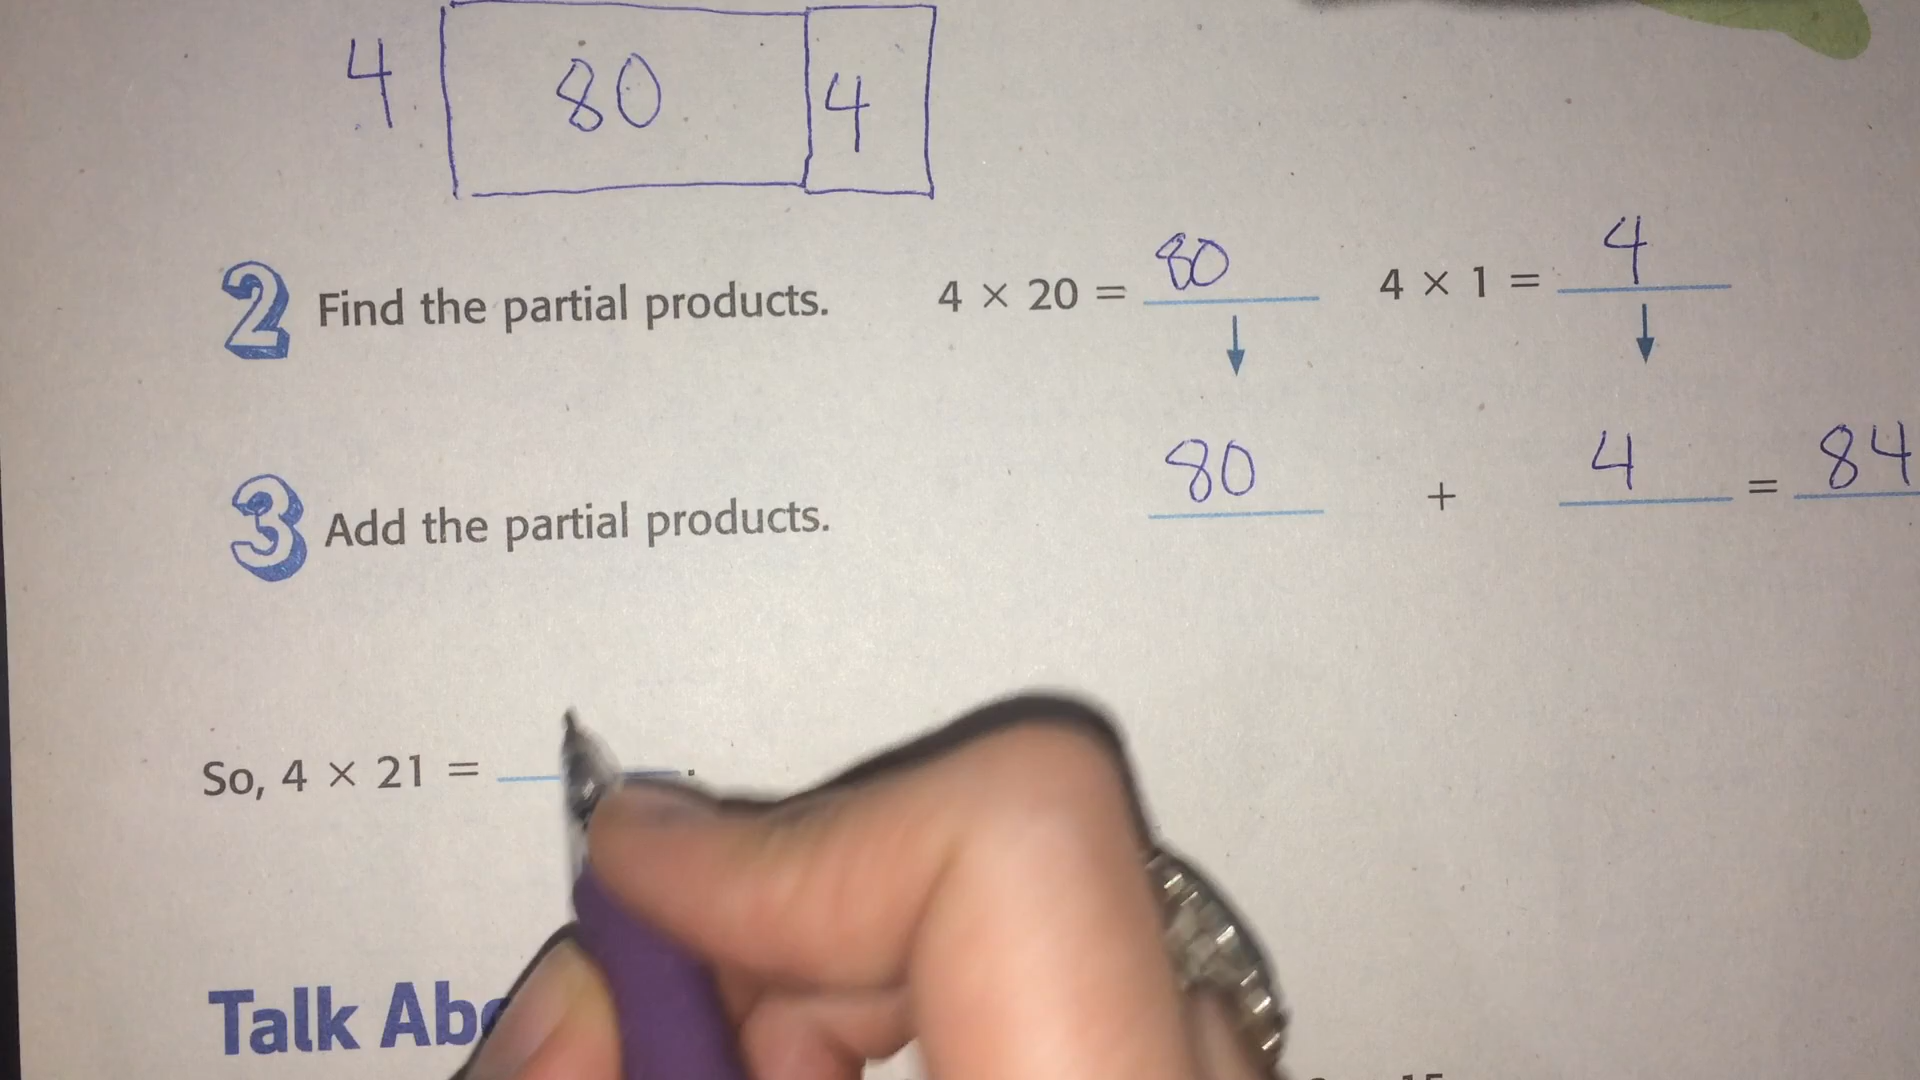 4 80 4
2 Find the partial products. 4 × 20 = 80 4 × 1 = 4
3 Add the partial products. 80 + 4 = 84
So, 4 × 21 = .
Talk
15